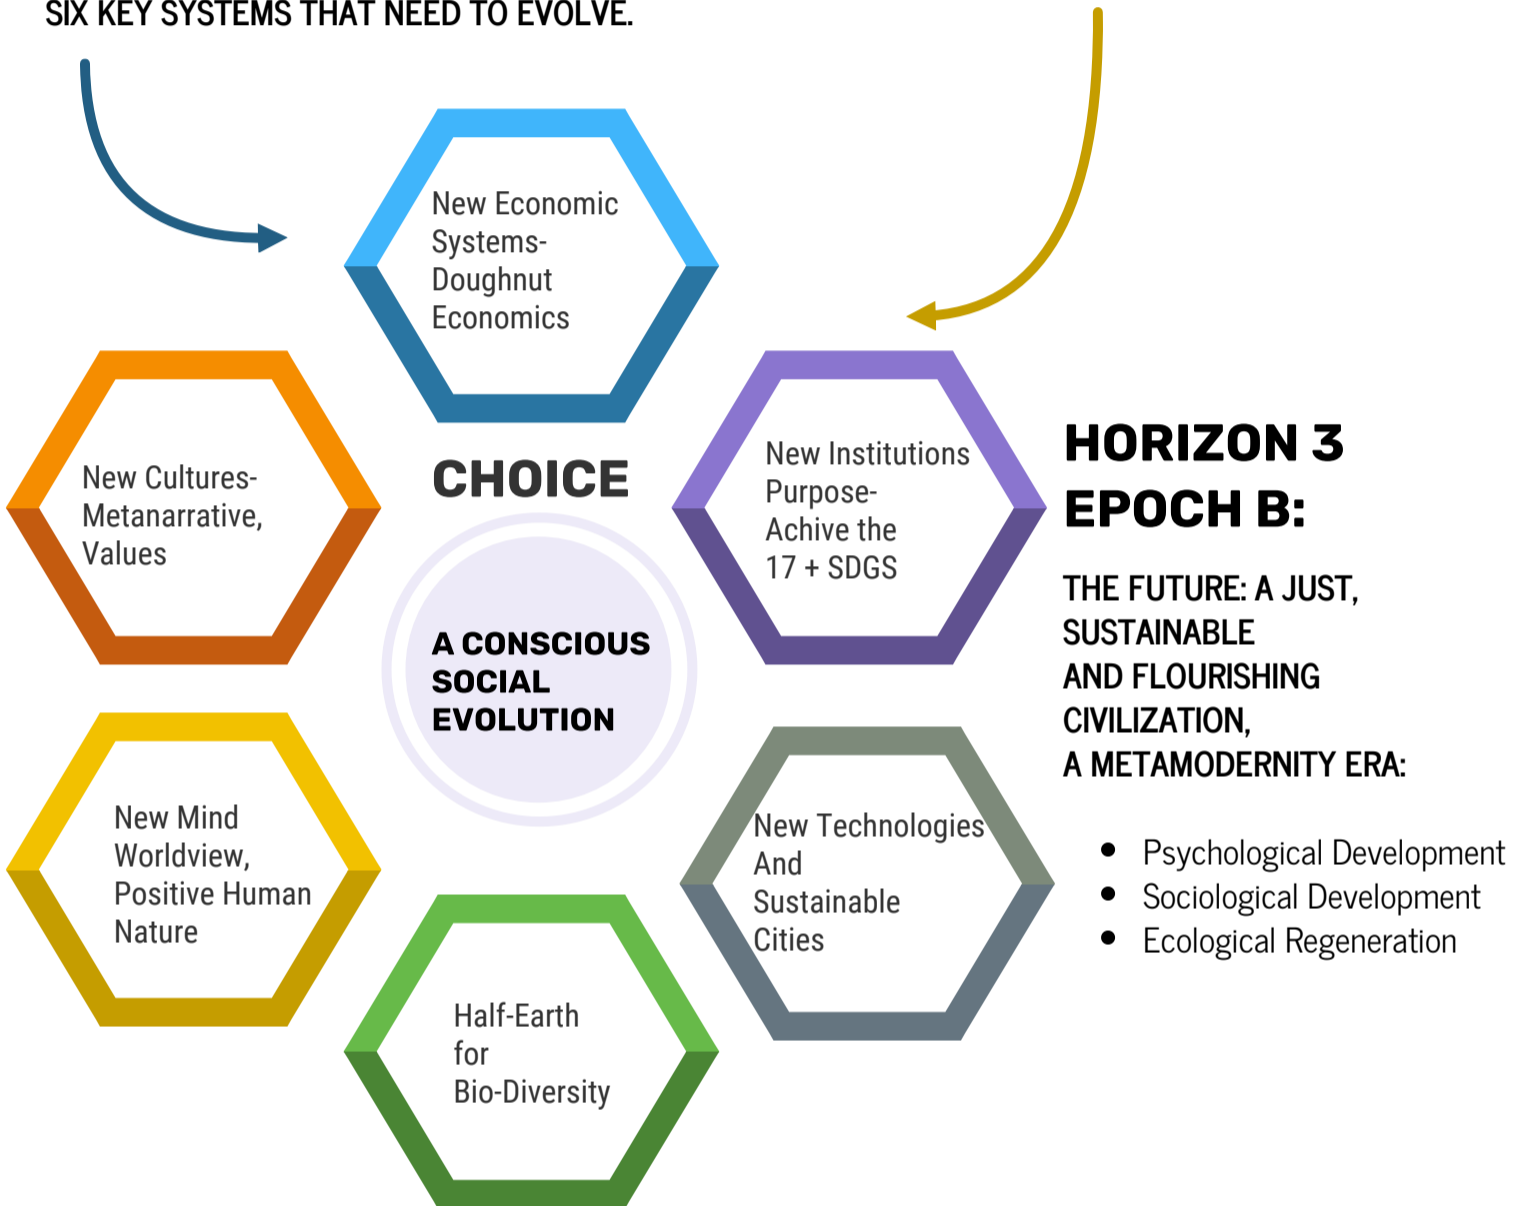 SIX KEY SYSTEMS THAT NEED TO EVOLVE.
New Economic
Systems-
Doughnut
Economics
New Cultures-
Metanarrative,
Values
CHOICE
New Institutions
Purpose-
Achive the
17 + SDGS
A CONSCIOUS
SOCIAL
EVOLUTION
New Mind
Worldview,
Positive Human
Nature
New Technologies
And
Sustainable
Cities
Half-Earth
for
Bio-Diversity
HORIZON 3
EPOCH B:
THE FUTURE: A JUST,
SUSTAINABLE
AND FLOURISHING
CIVILIZATION,
A METAMODERNITY ERA:
• Psychological Development
• Sociological Development
• Ecological Regeneration